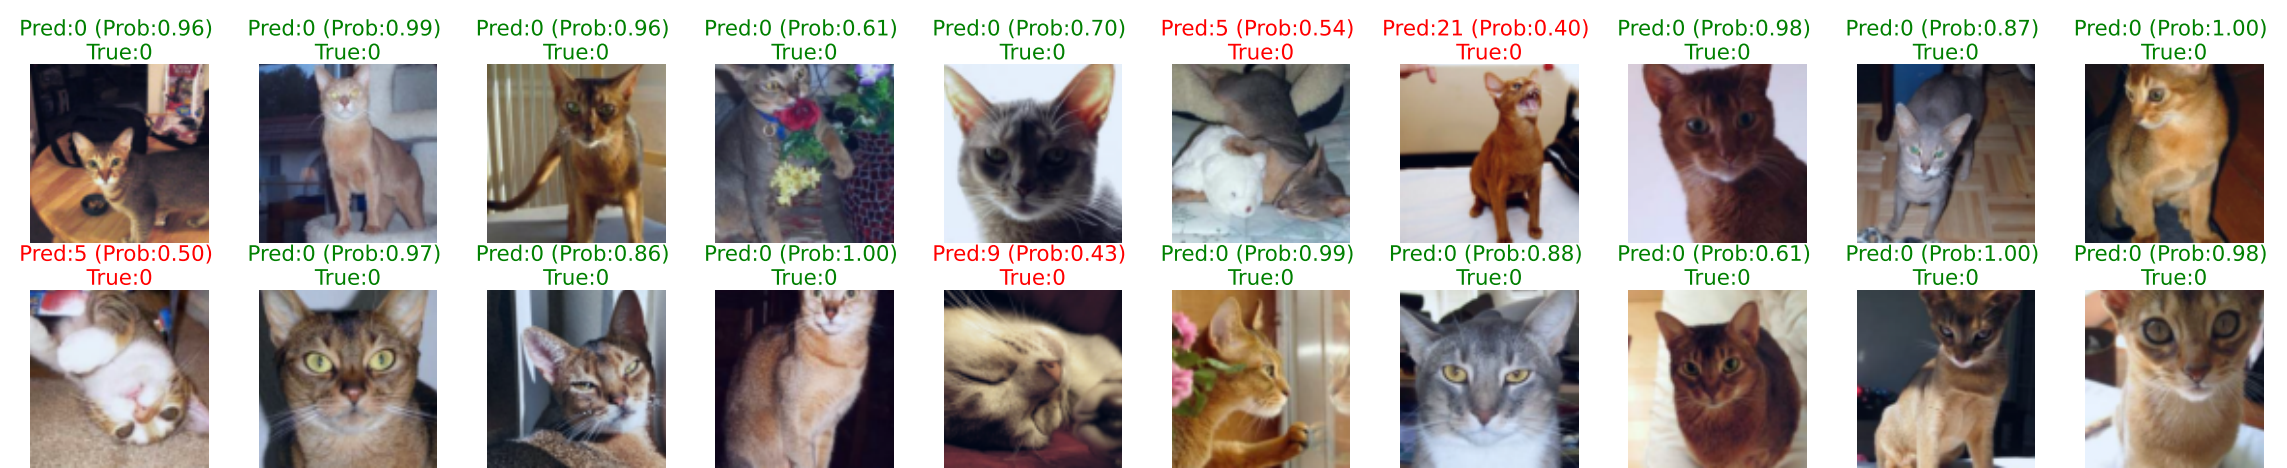 Pred:0 (Prob:0.96)
True:0
Pred:0 (Prob:0.99)
True:0
Pred:0 (Prob:0.96)
True:0
Pred:0 (Prob:0.61)
True:0
Pred:0 (Prob:0.70)
True:0
Pred:5 (Prob:0.54)
True:0
Pred:21 (Prob:0.40)
True:0
Pred:0 (Prob:0.98)
True:0
Pred:0 (Prob:0.87)
True:0
Pred:0 (Prob:1.00)
True:0
Pred:5 (Prob:0.50)
True:0
Pred:0 (Prob:0.97)
True:0
Pred:0 (Prob:0.86)
True:0
Pred:0 (Prob:1.00)
True:0
Pred:9 (Prob:0.43)
True:0
Pred:0 (Prob:0.99)
True:0
Pred:0 (Prob:0.88)
True:0
Pred:0 (Prob:0.61)
True:0
Pred:0 (Prob:1.00)
True:0
Pred:0 (Prob:0.98)
True:0